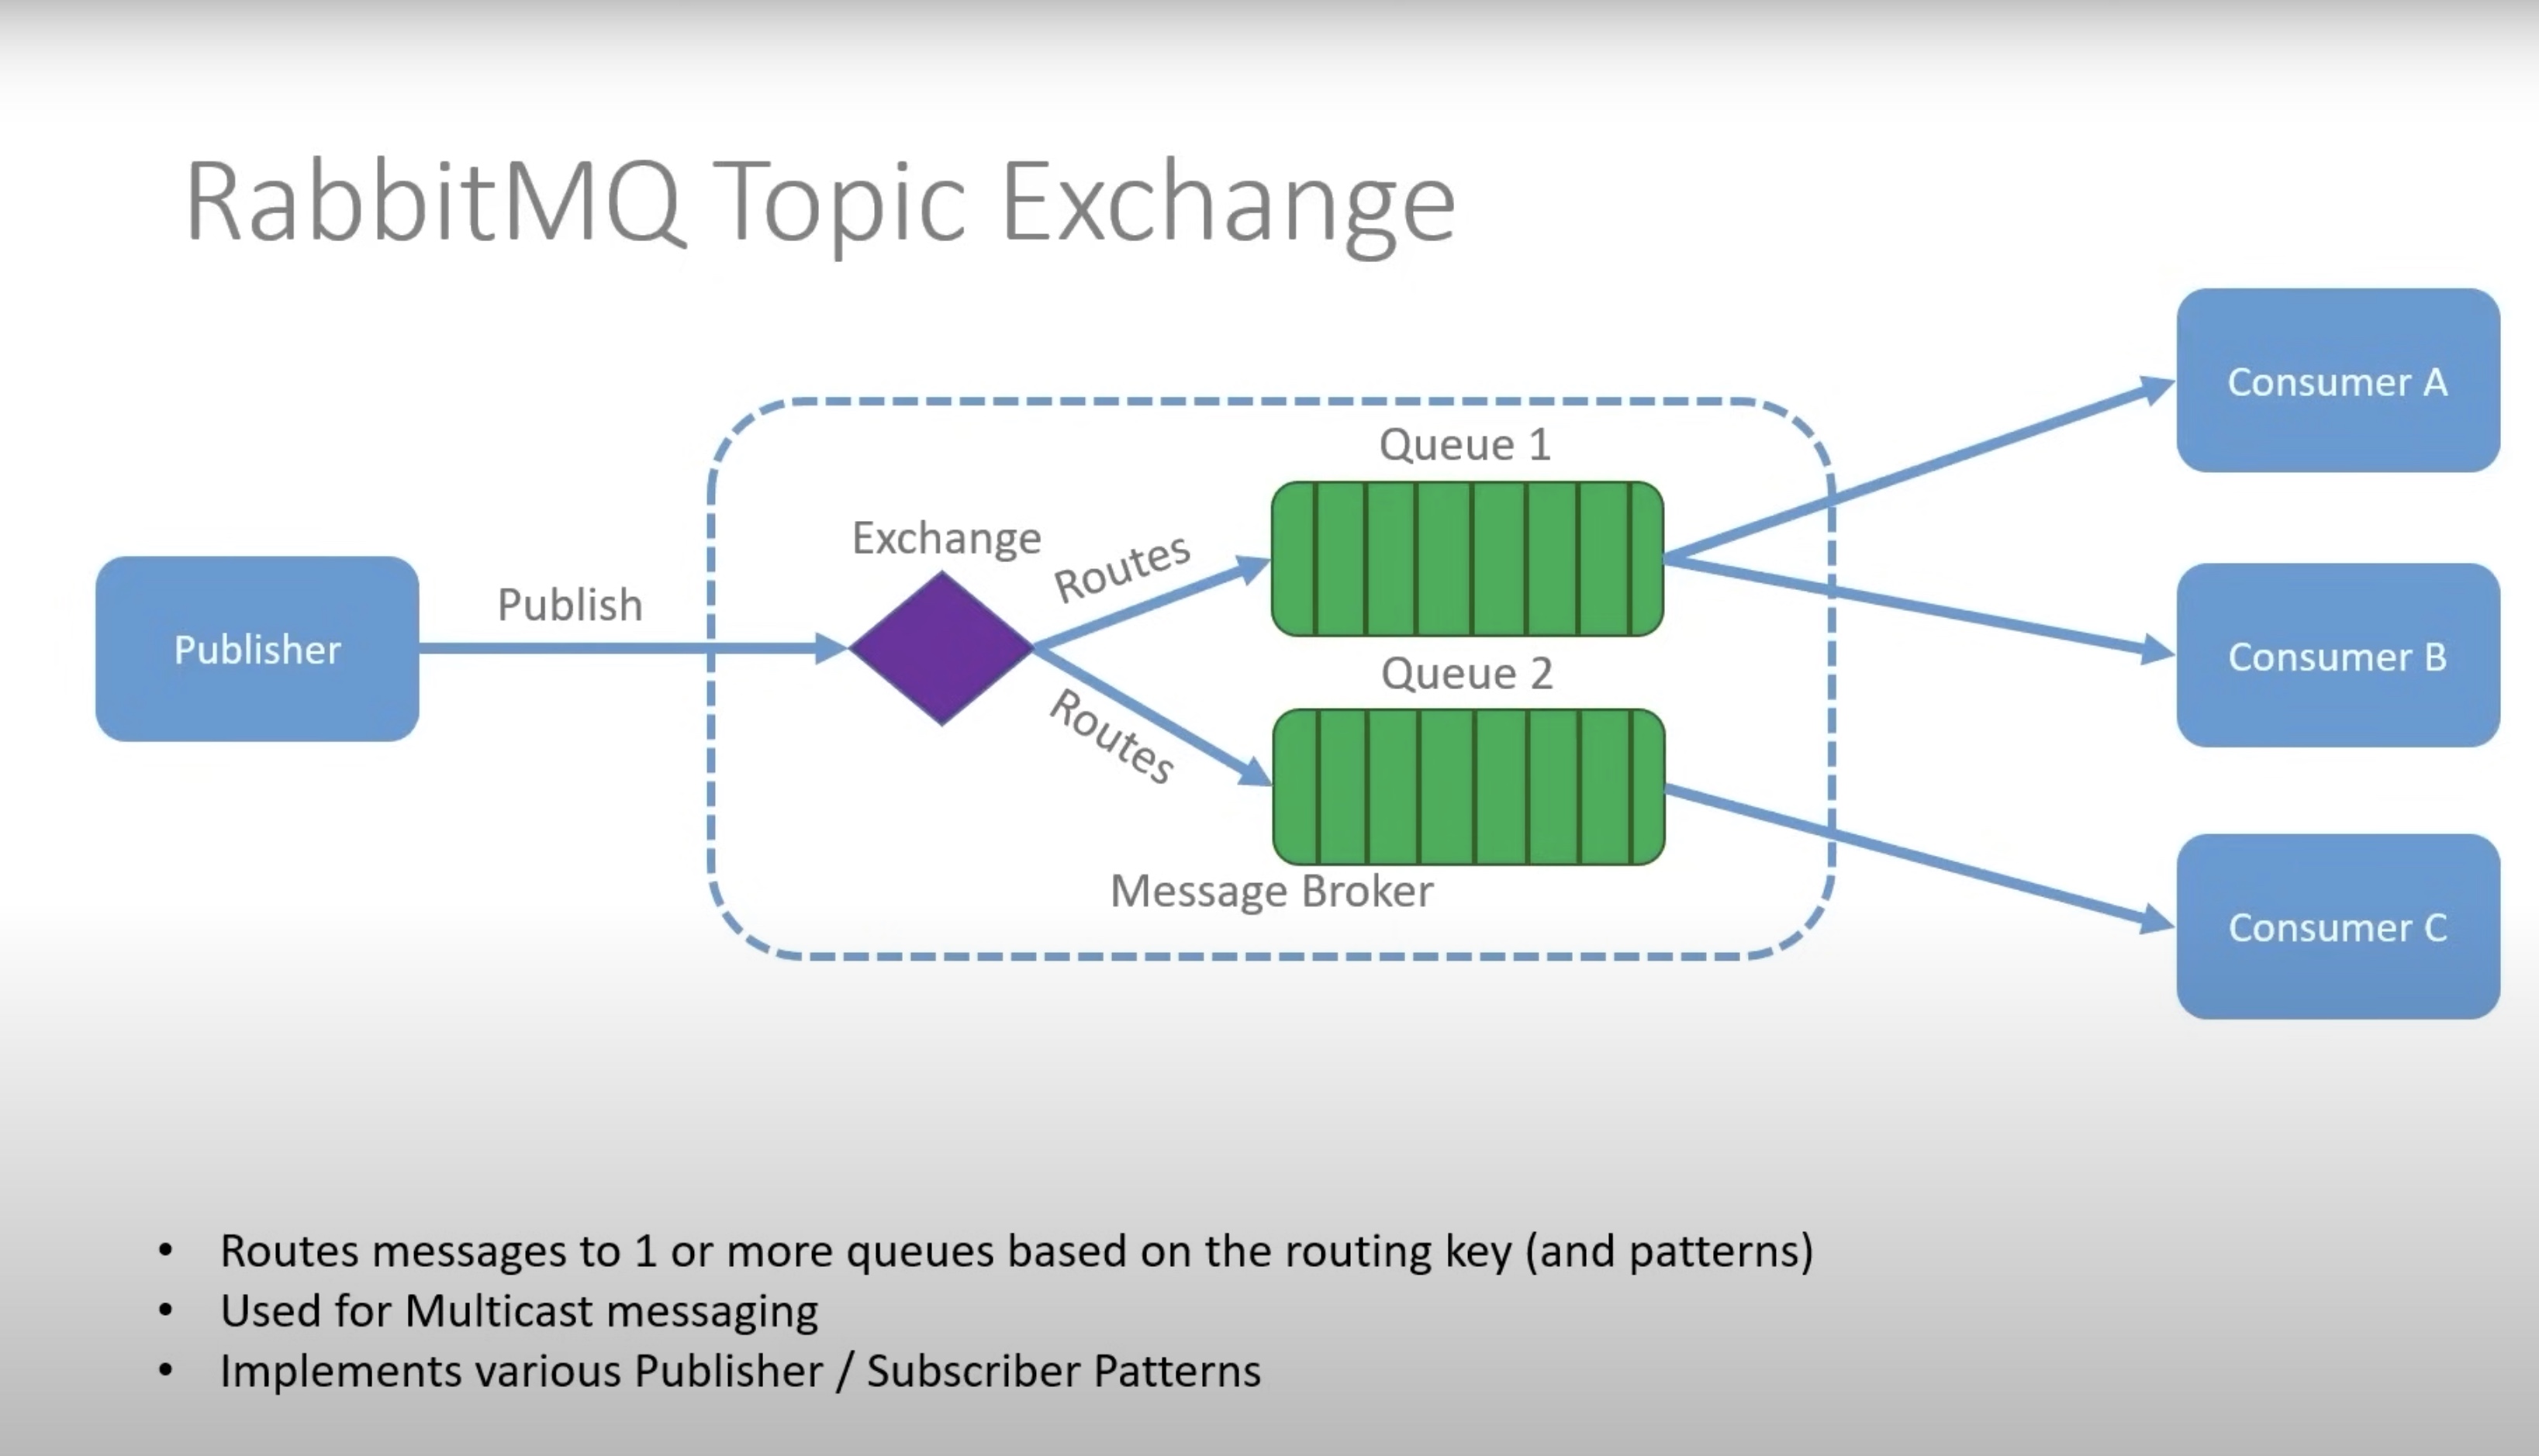 RabbitMQ Topic Exchange
Consumer A
Queue 1
Exchange
Routes
Publish
Publisher
Consumer B
Queue 2
Routes
Message Broker
Consumer C
• Routes messages to 1 or more queues based on the routing key (and patterns)
• Used for Multicast messaging
• Implements various Publisher / Subscriber Patterns